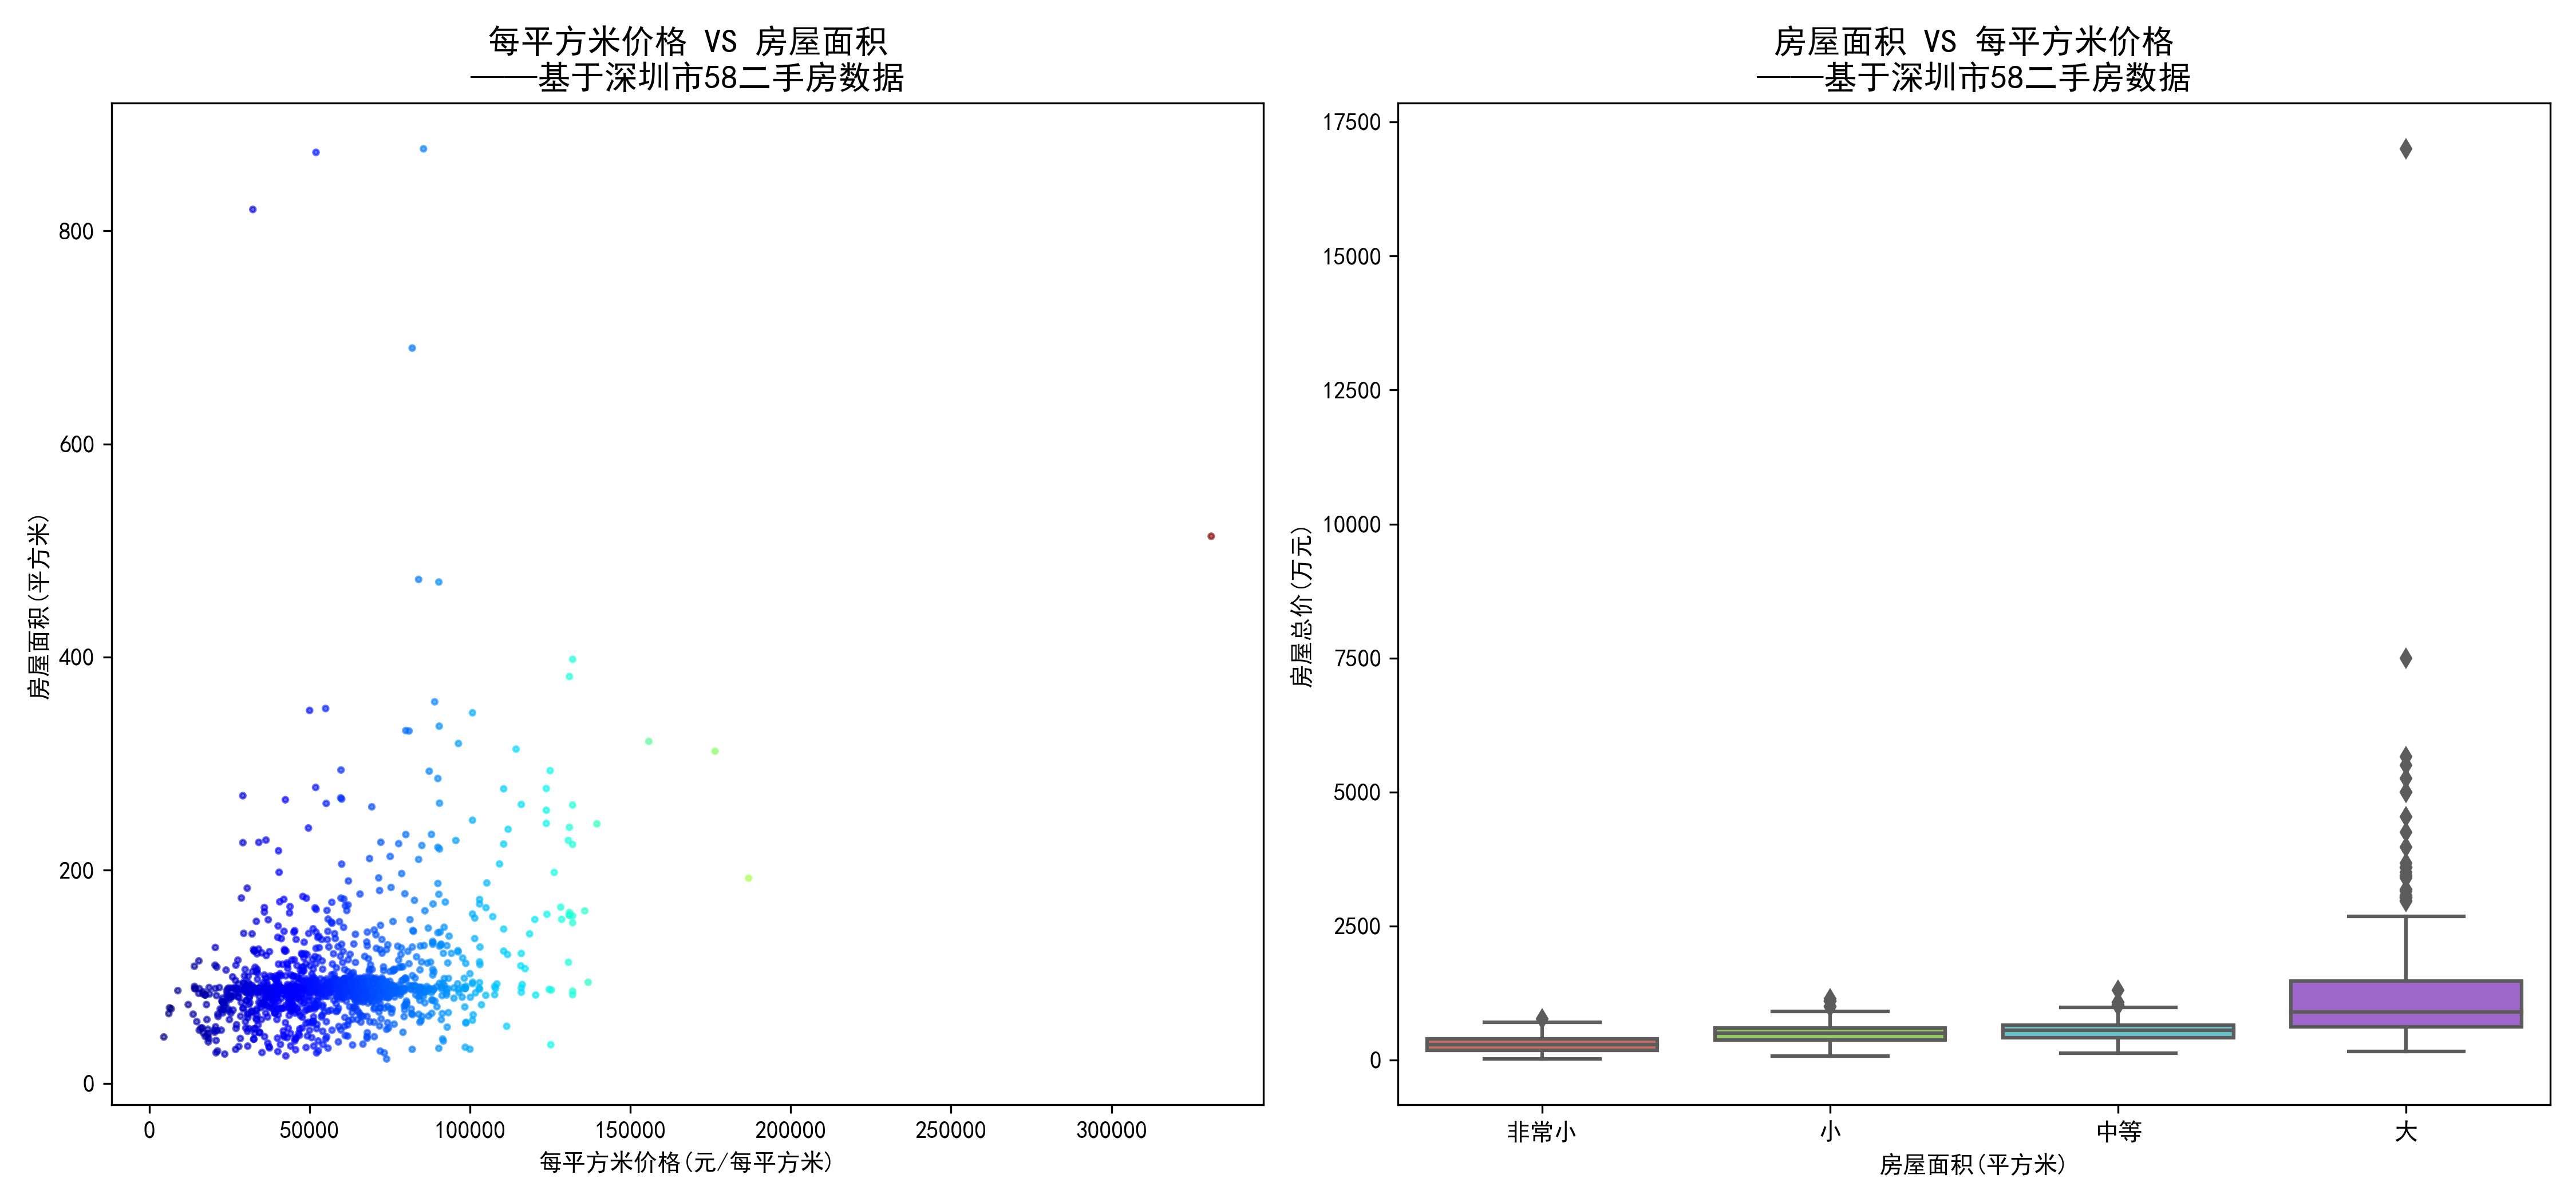 每平方米价格 VS 房屋面积
——基于深圳市58二手房数据
房屋面积(平方米)
800
600
400
200
0
0 50000 100000 150000 200000 250000 300000
每平方米价格(元/每平方米)
房屋面积 VS 每平方米价格
——基于深圳市58二手房数据
房屋总价(万元)
17500
15000
12500
10000
7500
5000
2500
0
非常小 小 中等 大
房屋面积(平方米)